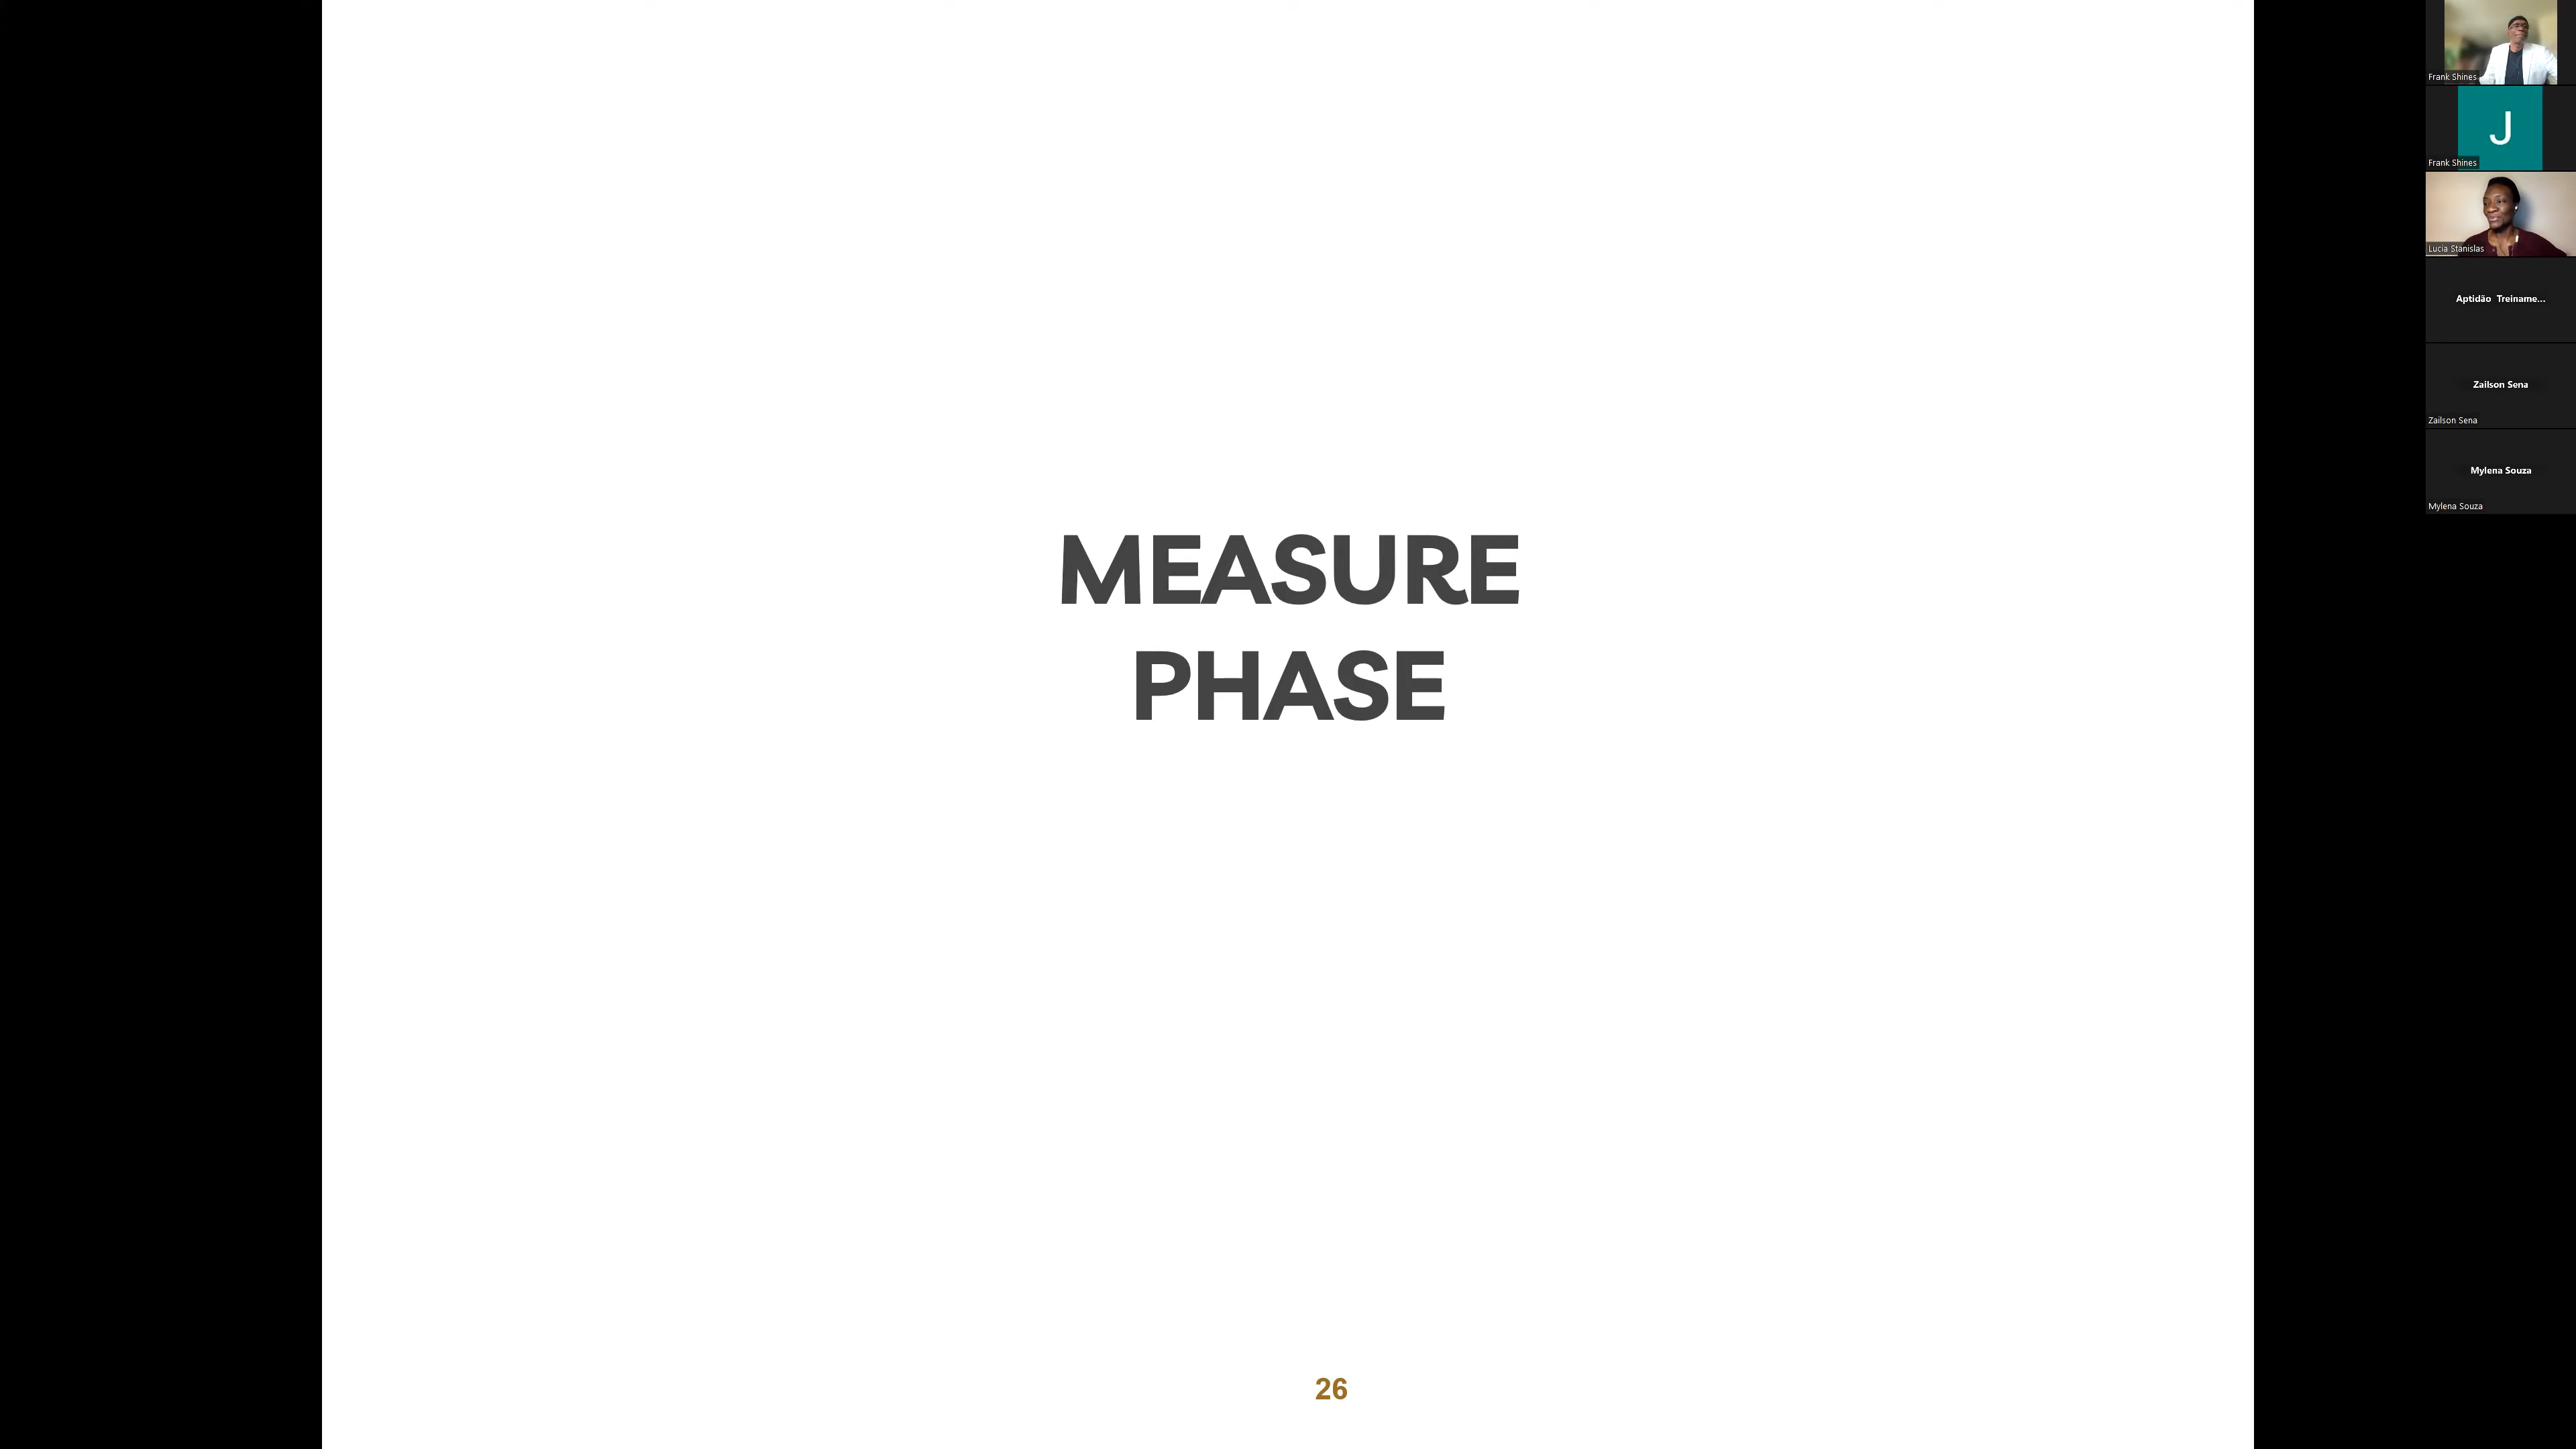 MEASURE
PHASE
26
Frank Shines
J
Frank Shines
Lucia Stanislas
Aptidão Treiname...
Zailson Sena
Zailson Sena
Mylena Souza
Mylena Souza